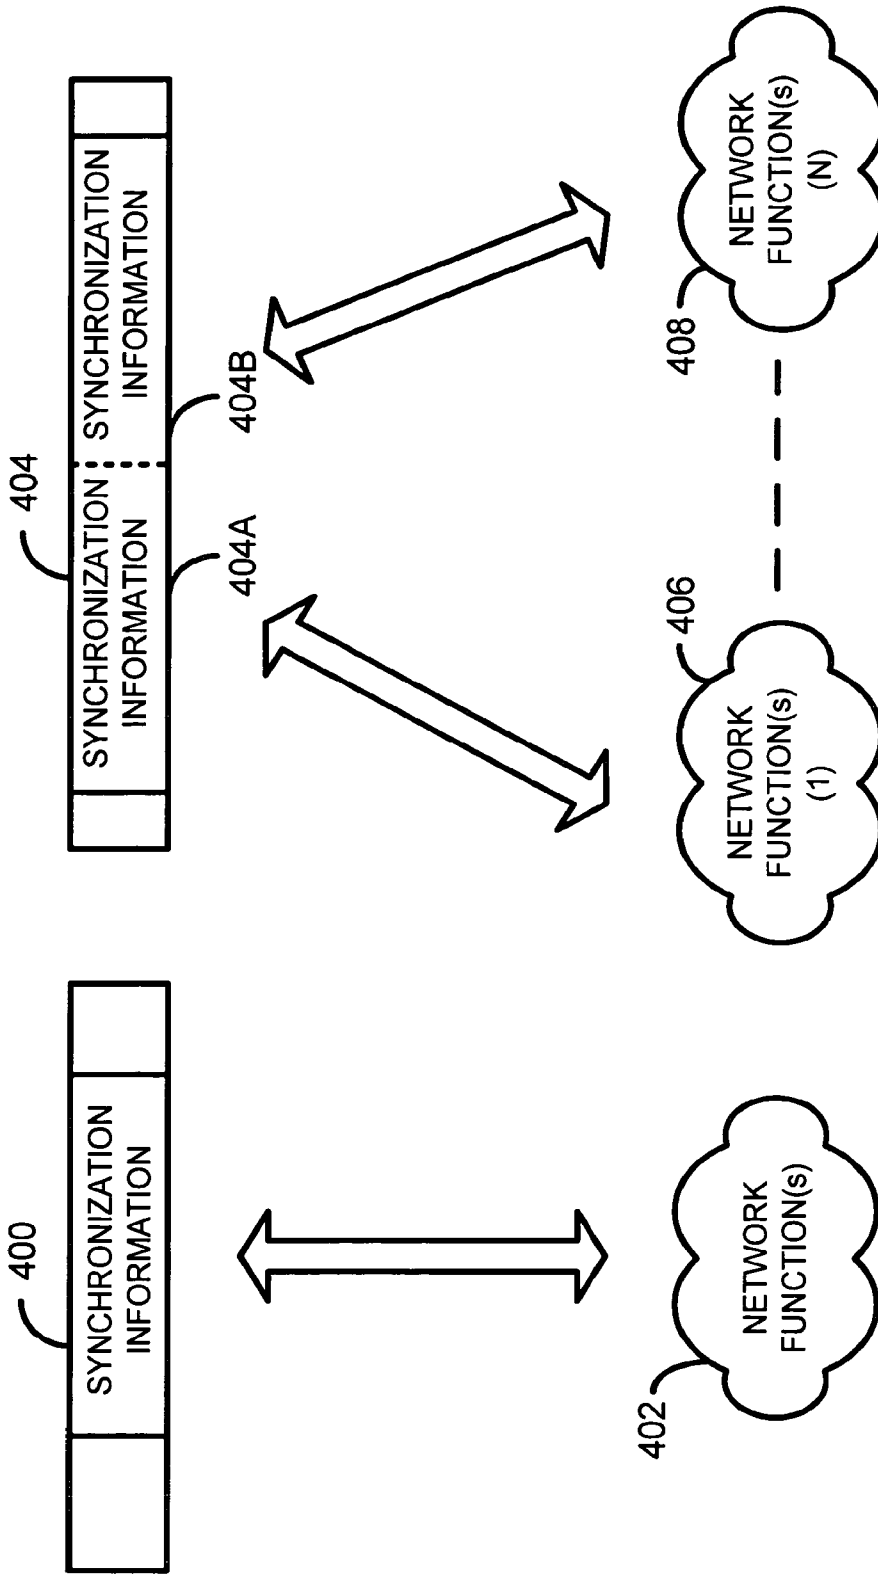 400
SYNCHRONIZATION
INFORMATION
404
SYNCHRONIZATION
INFORMATION
SYNCHRONIZATION
INFORMATION
404A
404B
402
NETWORK
FUNCTION(s)
406
NETWORK
FUNCTION(s)
(1)
408
NETWORK
FUNCTION(s)
(N)